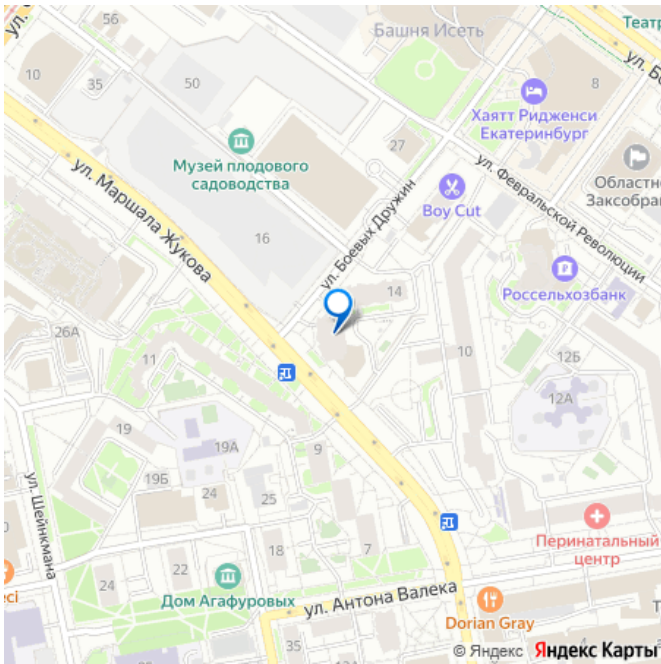 Башня Исеть
Театр
ул.
10
35
50
8
Хаятт Ридженси
Екатеринбург
27
Музей плодового
садоводства
ул. Маршала Жукова
Boy Cut
ул. Февральской Революции
Областно
Заксобран
16
ул. Боевых Дружин
14
Россельхозбанк
26А
11
10
12Б
12А
19
19А
9
ул. Шейнкмана
19Б
24
25
Перинатальный
центр
18
7
22
24
Дом Агафуровых
ул. Антона Валека
eci
Dorian Gray
35
Т
© Яндекс Яндекс Карты